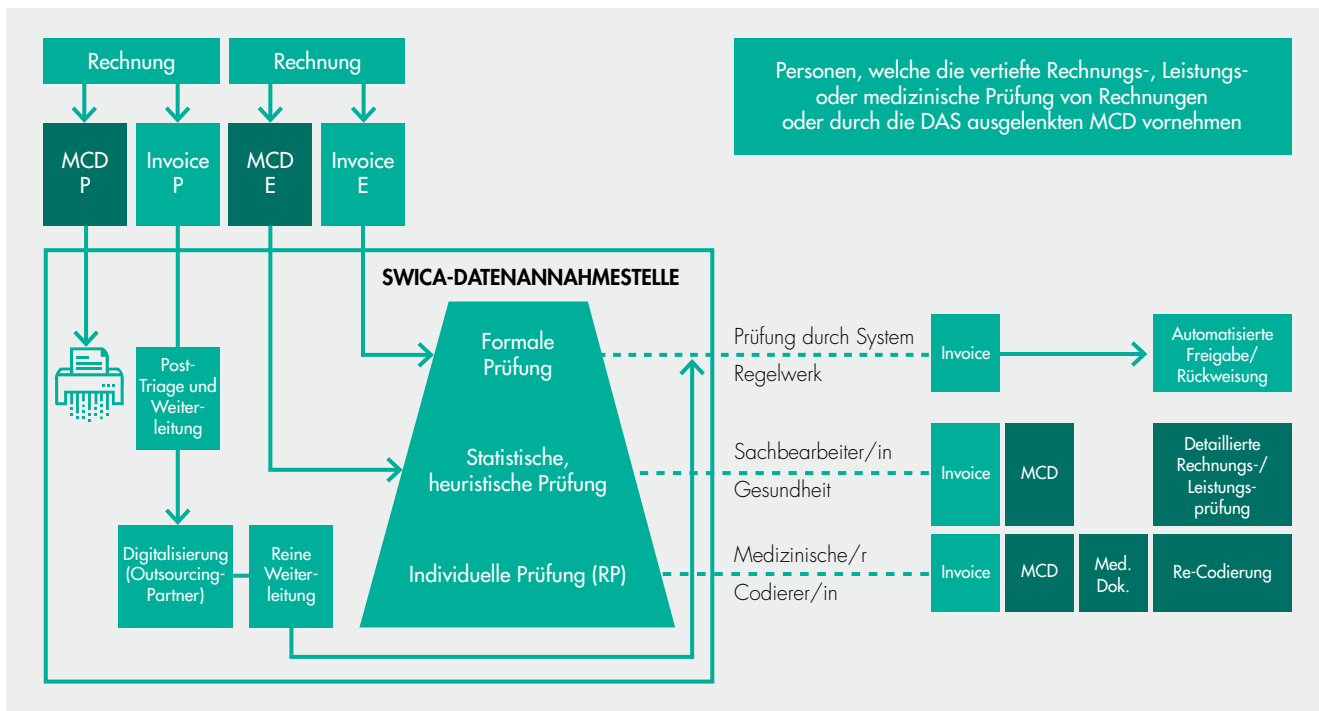 Rechnung
Rechnung
Personen, welche die vertiefte Rechnungs-, Leistungs-
oder medizinische Prüfung von Rechnungen
oder durch die DAS ausgelenkten MCD vornehmen
MCD
P
Invoice
P
MCD
E
Invoice
E
SWICA-DATENANNAHMESTELLE
Formale
Prüfung
Prüfung durch System
Regelwerk
Invoice
Automatisierte
Freigabe/
Rückweisung
Post-
Triage und
Weiter-
leitung
Statistische,
heuristische Prüfung
Sachbearbeiter/in
Gesundheit
Invoice
MCD
Detaillierte
Rechnungs-/
Leistungs-
prüfung
Digitalisierung
(Outsourcing-
Partner)
Reine
Weiter-
leitung
Individuelle Prüfung (RP)
Medizinische/r
Codierer/in
Invoice
MCD
Med.
Dok.
Re-Codierung